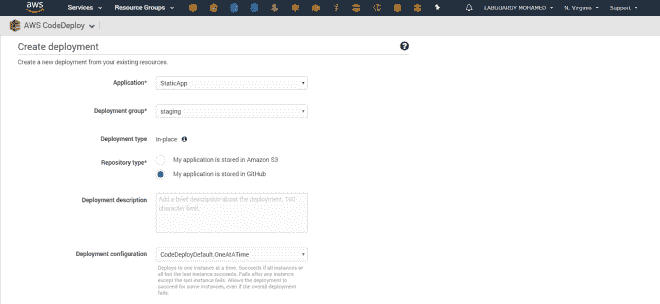 aws Services Resource Groups LABOUARDY MOHAMED N. Virginia Support
AWS CodeDeploy
Create deployment
Create a new deployment from your existing resources.
Application* StaticApp
Deployment group* staging
Deployment type In-place
Repository type* My application is stored in Amazon S3
My application is stored in GitHub
Deployment description Add a brief description about the deployment. 100
character limit.
Deployment configuration CodeDeployDefault.OneAtATime
Deploys to one instance at a time. Succeeds if all instances or
all but the last instance succeeds. Fails after any instance
except the last instance fails. Allows the deployment to
succeed for some instances, even if the overall deployment
fails.